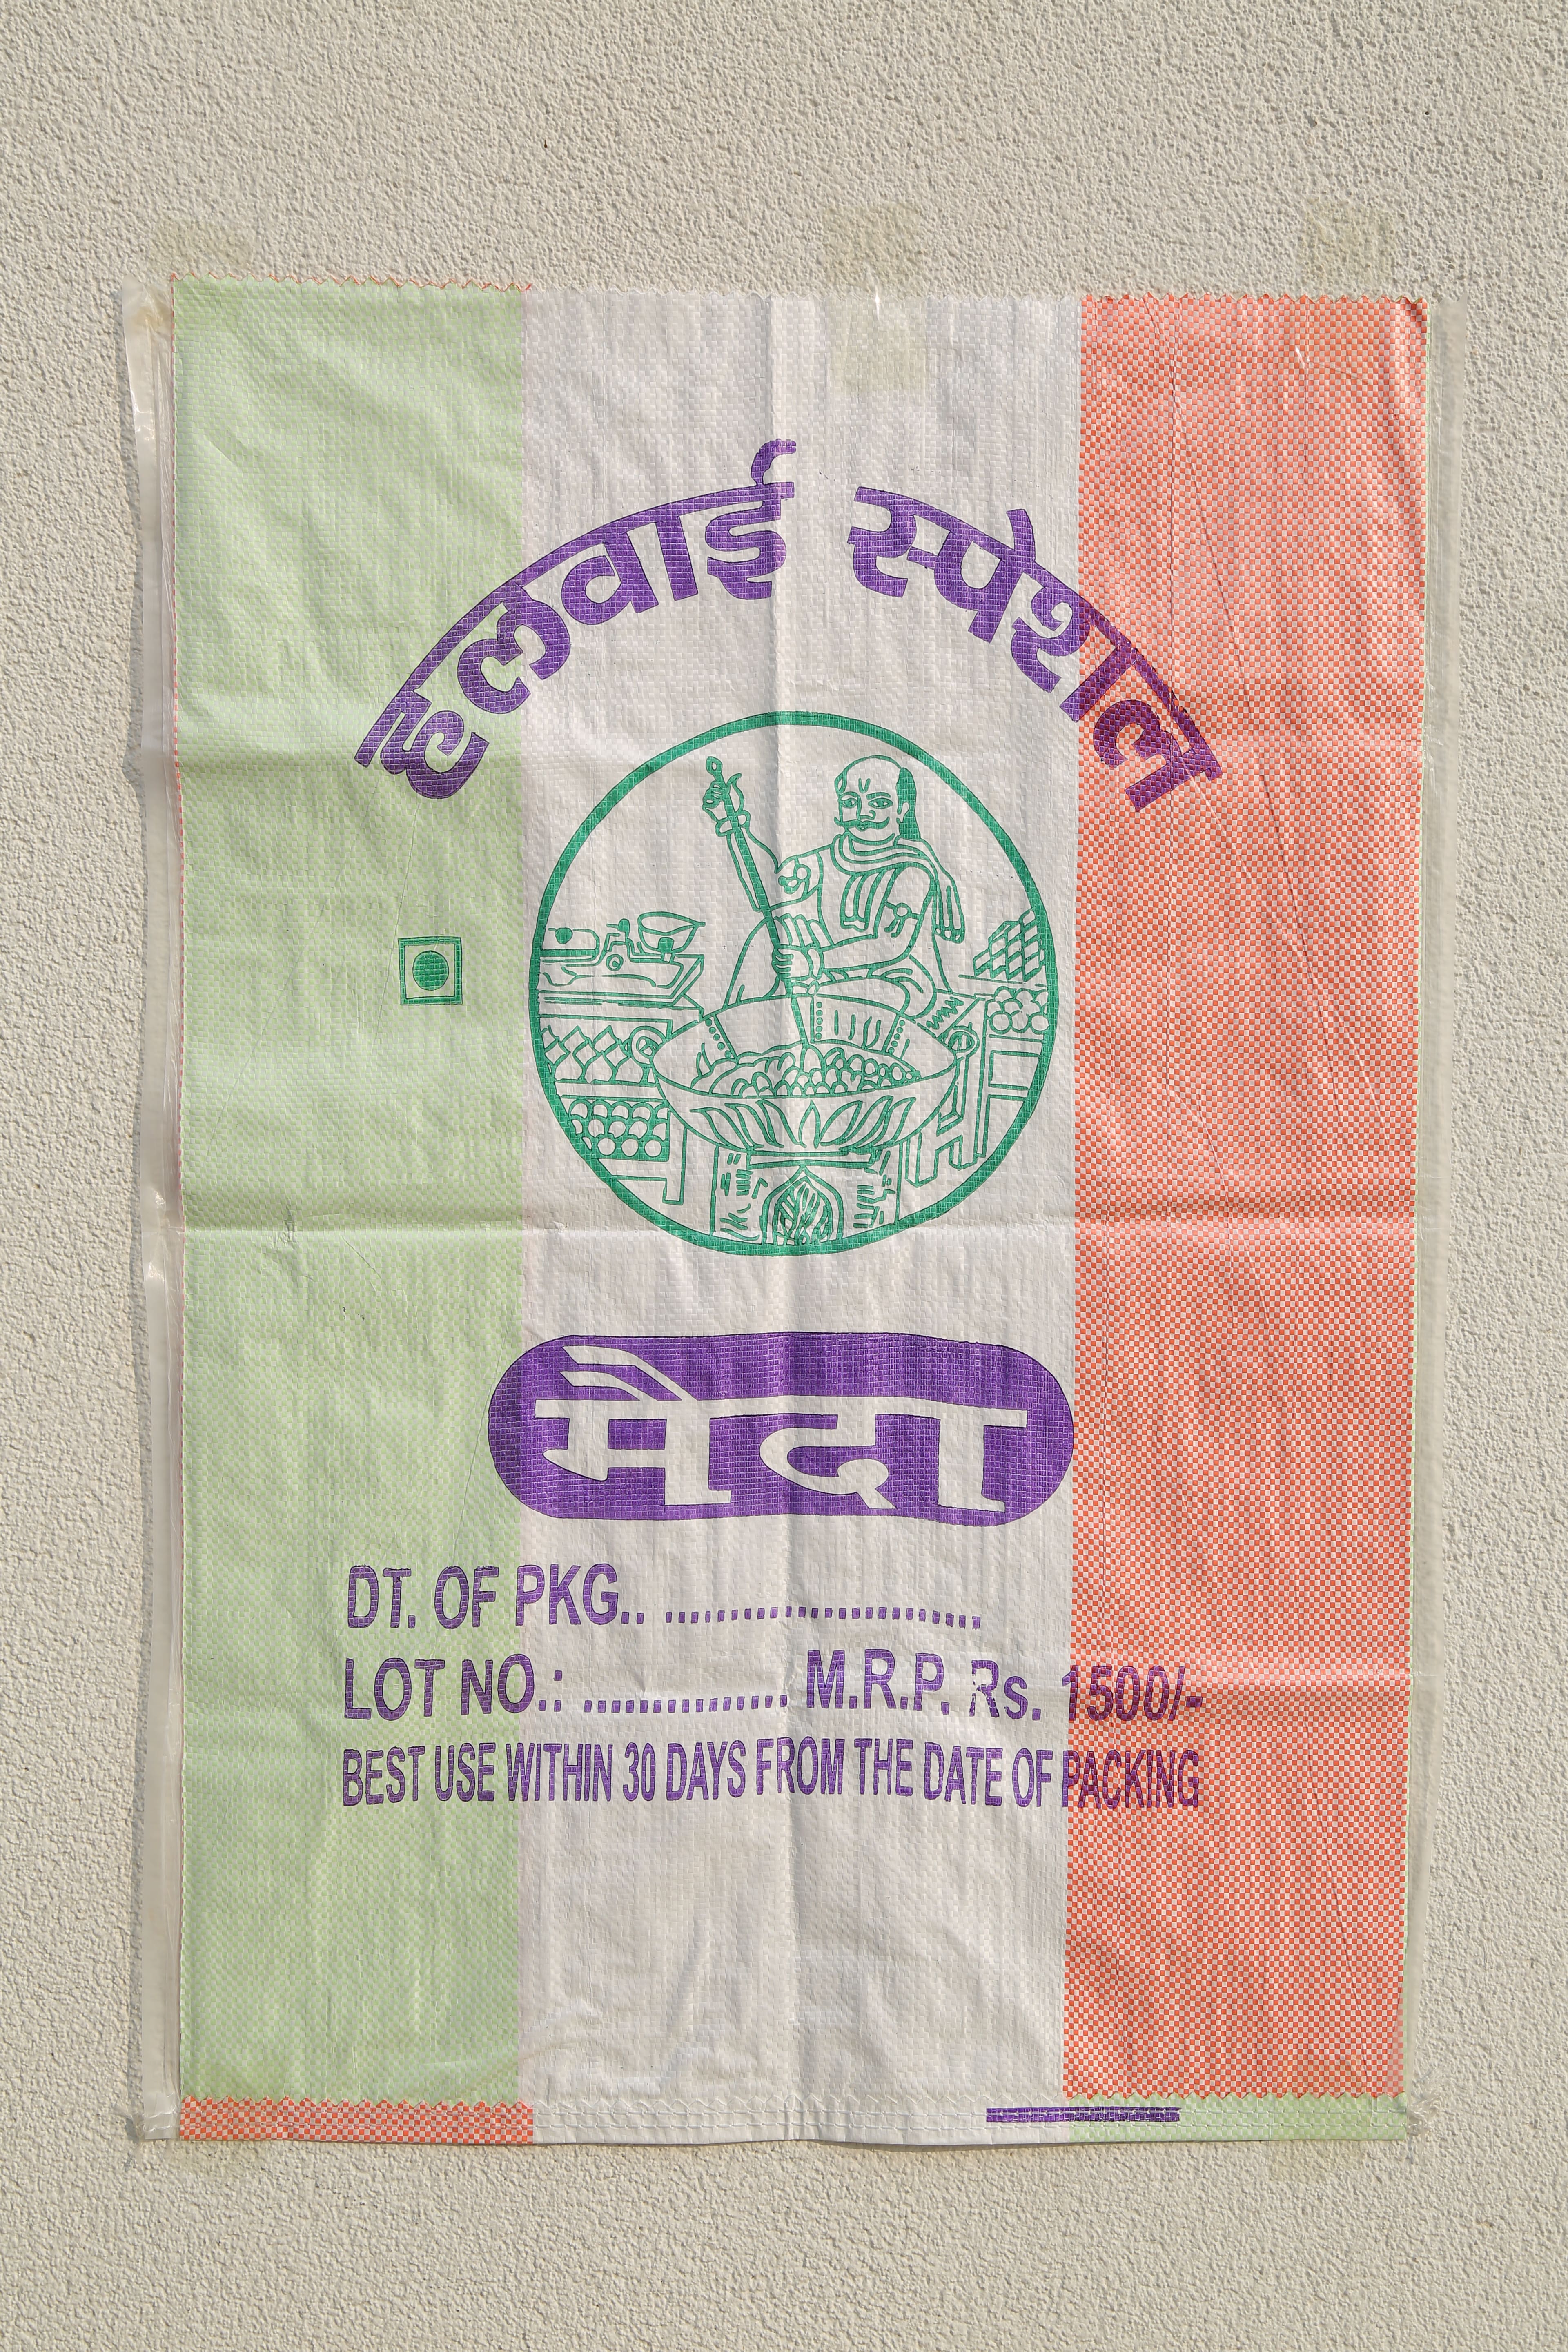 हलवाई स्पेशल
मैदा
DT. OF PKG.. .............................
LOT NO.: .................. M.R.P. Rs. 1500/-
BEST USE WITHIN 30 DAYS FROM THE DATE OF PACKING